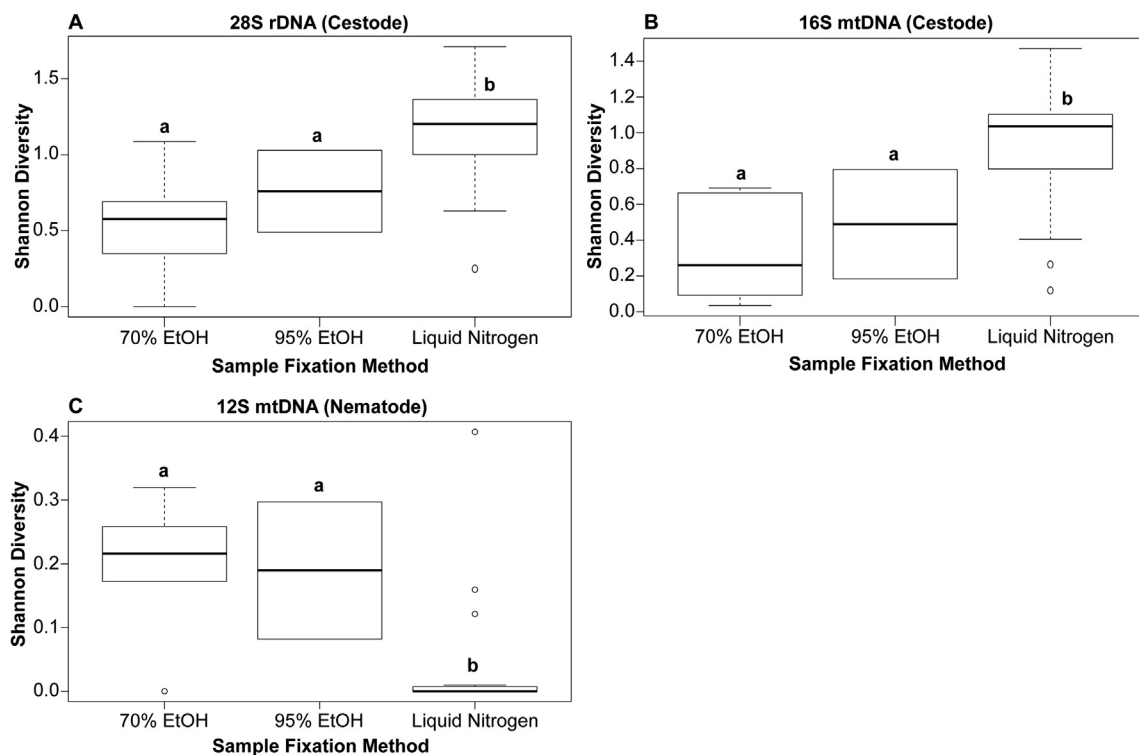 A
28S rDNA (Cestode)
Shannon Diversity
1.5
1.0
0.5
0.0
a
a
b
70% EtOH
95% EtOH
Liquid Nitrogen
Sample Fixation Method
B
16S mtDNA (Cestode)
Shannon Diversity
1.4
1.2
1.0
0.8
0.6
0.4
0.2
0.0
a
a
b
70% EtOH
95% EtOH
Liquid Nitrogen
Sample Fixation Method
C
12S mtDNA (Nematode)
Shannon Diversity
0.4
0.3
0.2
0.1
0.0
a
a
b
70% EtOH
95% EtOH
Liquid Nitrogen
Sample Fixation Method